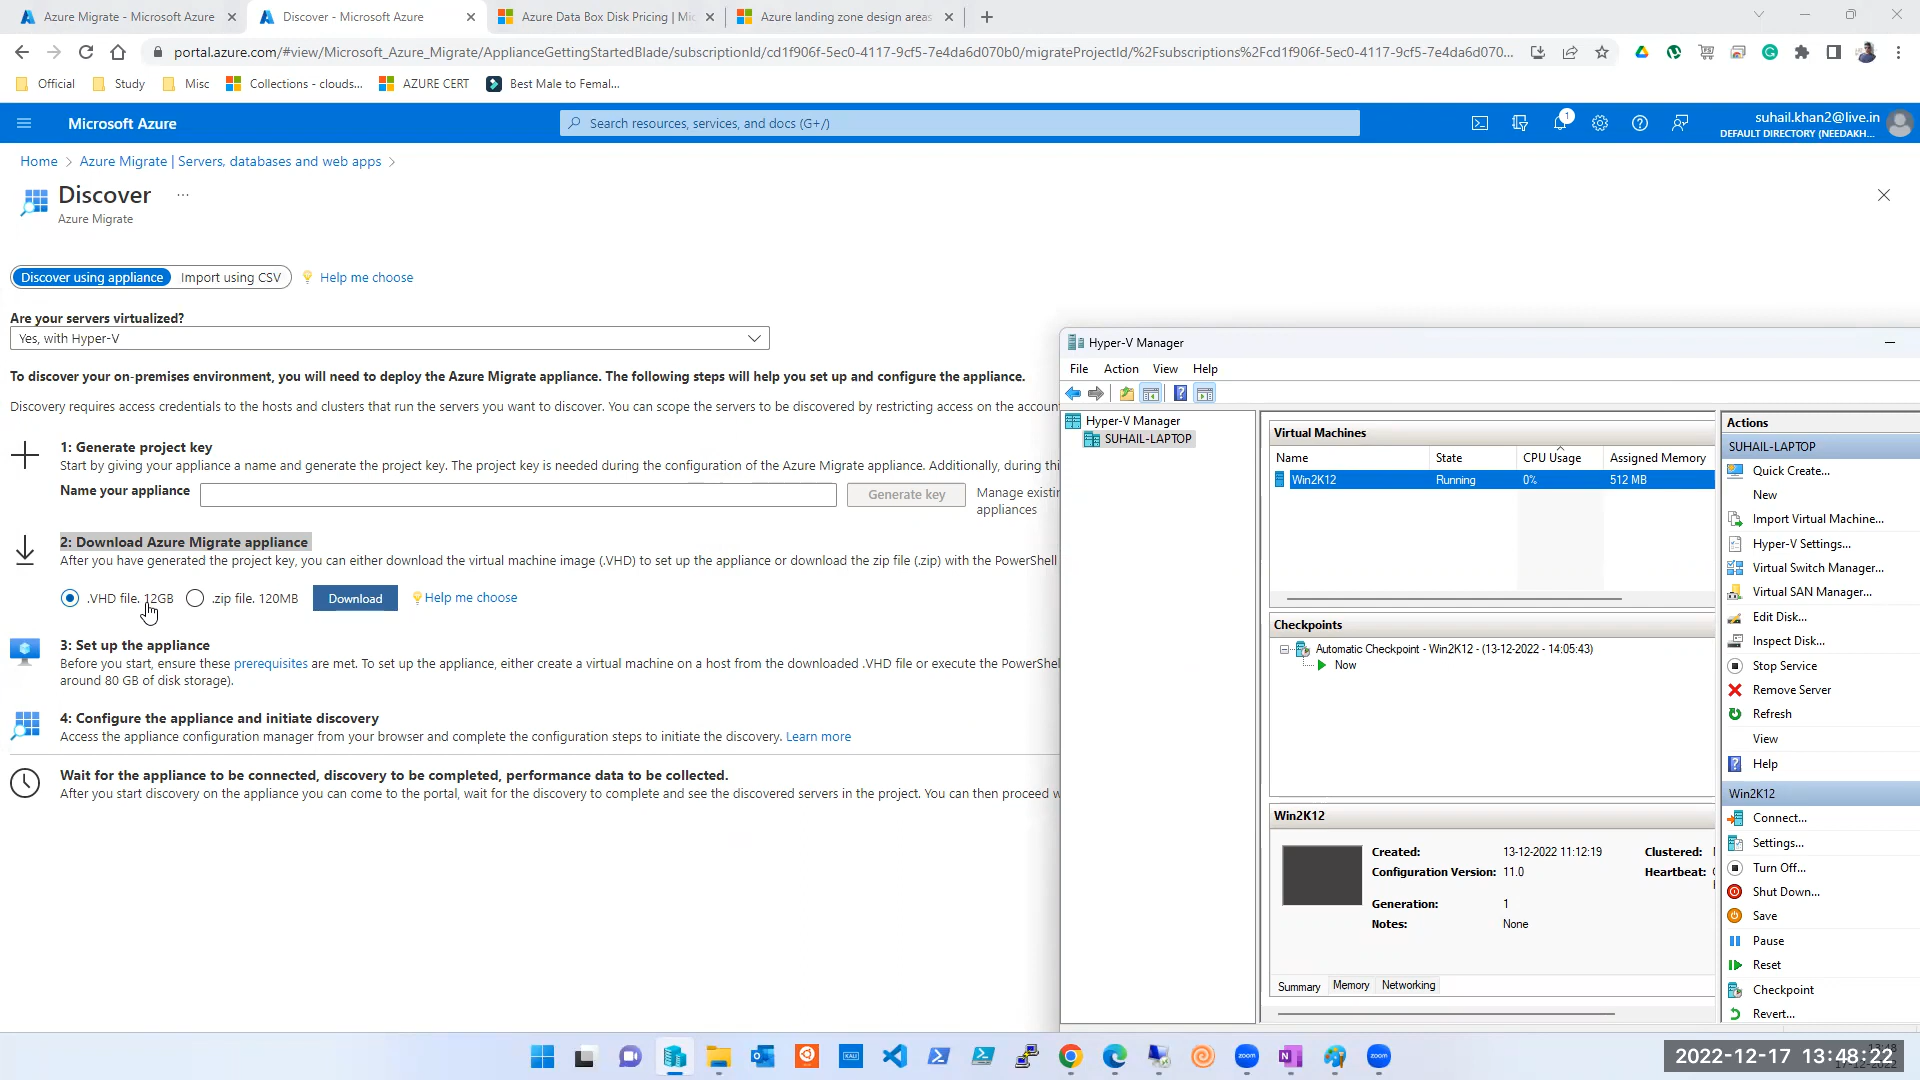 Azure Migrate - Microsoft Azure
Discover - Microsoft Azure
Azure Data Box Disk Pricing | Mic
Azure landing zone design areas
portal.azure.com/#view/Microsoft_Azure_Migrate/ApplianceGettingStartedBlade/subscriptionId/cd1f906f-5ec0-4117-9cf5-7e4da6d070b0/migrateProjectId/%2Fsubscriptions%2Fcd1f906f-5ec0-4117-9cf5-7e4da6d070...
Official
Study
Misc
Collections - clouds...
AZURE CERT
Best Male to Femal...
Microsoft Azure
Search resources, services, and docs (G+/)
1
suhail.khan2@live.in
DEFAULT DIRECTORY (NEEDAKH...
Home > Azure Migrate | Servers, databases and web apps >
Discover ...
Azure Migrate
Discover using appliance
Import using CSV
Help me choose
Are your servers virtualized?
Yes, with Hyper-V
To discover your on-premises environment, you will need to deploy the Azure Migrate appliance. The following steps will help you set up and configure the appliance.
Discovery requires access credentials to the hosts and clusters that run the servers you want to discover. You can scope the servers to be discovered by restricting access on the accoun
1: Generate project key
Start by giving your appliance a name and generate the project key. The project key is needed during the configuration of the Azure Migrate appliance. Additionally, during thi
Name your appliance
Generate key
Manage existin
appliances
2: Download Azure Migrate appliance
After you have generated the project key, you can either download the virtual machine image (.VHD) to set up the appliance or download the zip file (.zip) with the PowerShell
.VHD file. 12GB
.zip file. 120MB
Download
Help me choose
3: Set up the appliance
Before you start, ensure these prerequisites are met. To set up the appliance, either create a virtual machine on a host from the downloaded .VHD file or execute the PowerShel
around 80 GB of disk storage).
4: Configure the appliance and initiate discovery
Access the appliance configuration manager from your browser and complete the configuration steps to initiate the discovery. Learn more
Wait for the appliance to be connected, discovery to be completed, performance data to be collected.
After you start discovery on the appliance you can come to the portal, wait for the discovery to complete and see the discovered servers in the project. You can then proceed w
Hyper-V Manager
File Action View Help
Hyper-V Manager
SUHAIL-LAPTOP
Virtual Machines
Name State CPU Usage Assigned Memory
Win2K12 Running 0% 512 MB
Checkpoints
Automatic Checkpoint - Win2K12 - (13-12-2022 - 14:05:43)
Now
Win2K12
Created: 13-12-2022 11:12:19 Clustered:
Configuration Version: 11.0 Heartbeat:
Generation: 1
Notes: None
Summary Memory Networking
Actions
SUHAIL-LAPTOP
Quick Create...
New
Import Virtual Machine...
Hyper-V Settings...
Virtual Switch Manager...
Virtual SAN Manager...
Edit Disk...
Inspect Disk...
Stop Service
Remove Server
Refresh
View
Help
Win2K12
Connect...
Settings...
Turn Off...
Shut Down...
Save
Pause
Reset
Checkpoint
Revert...
KALI
zoom
zoom
2022-12-17 13:48:22